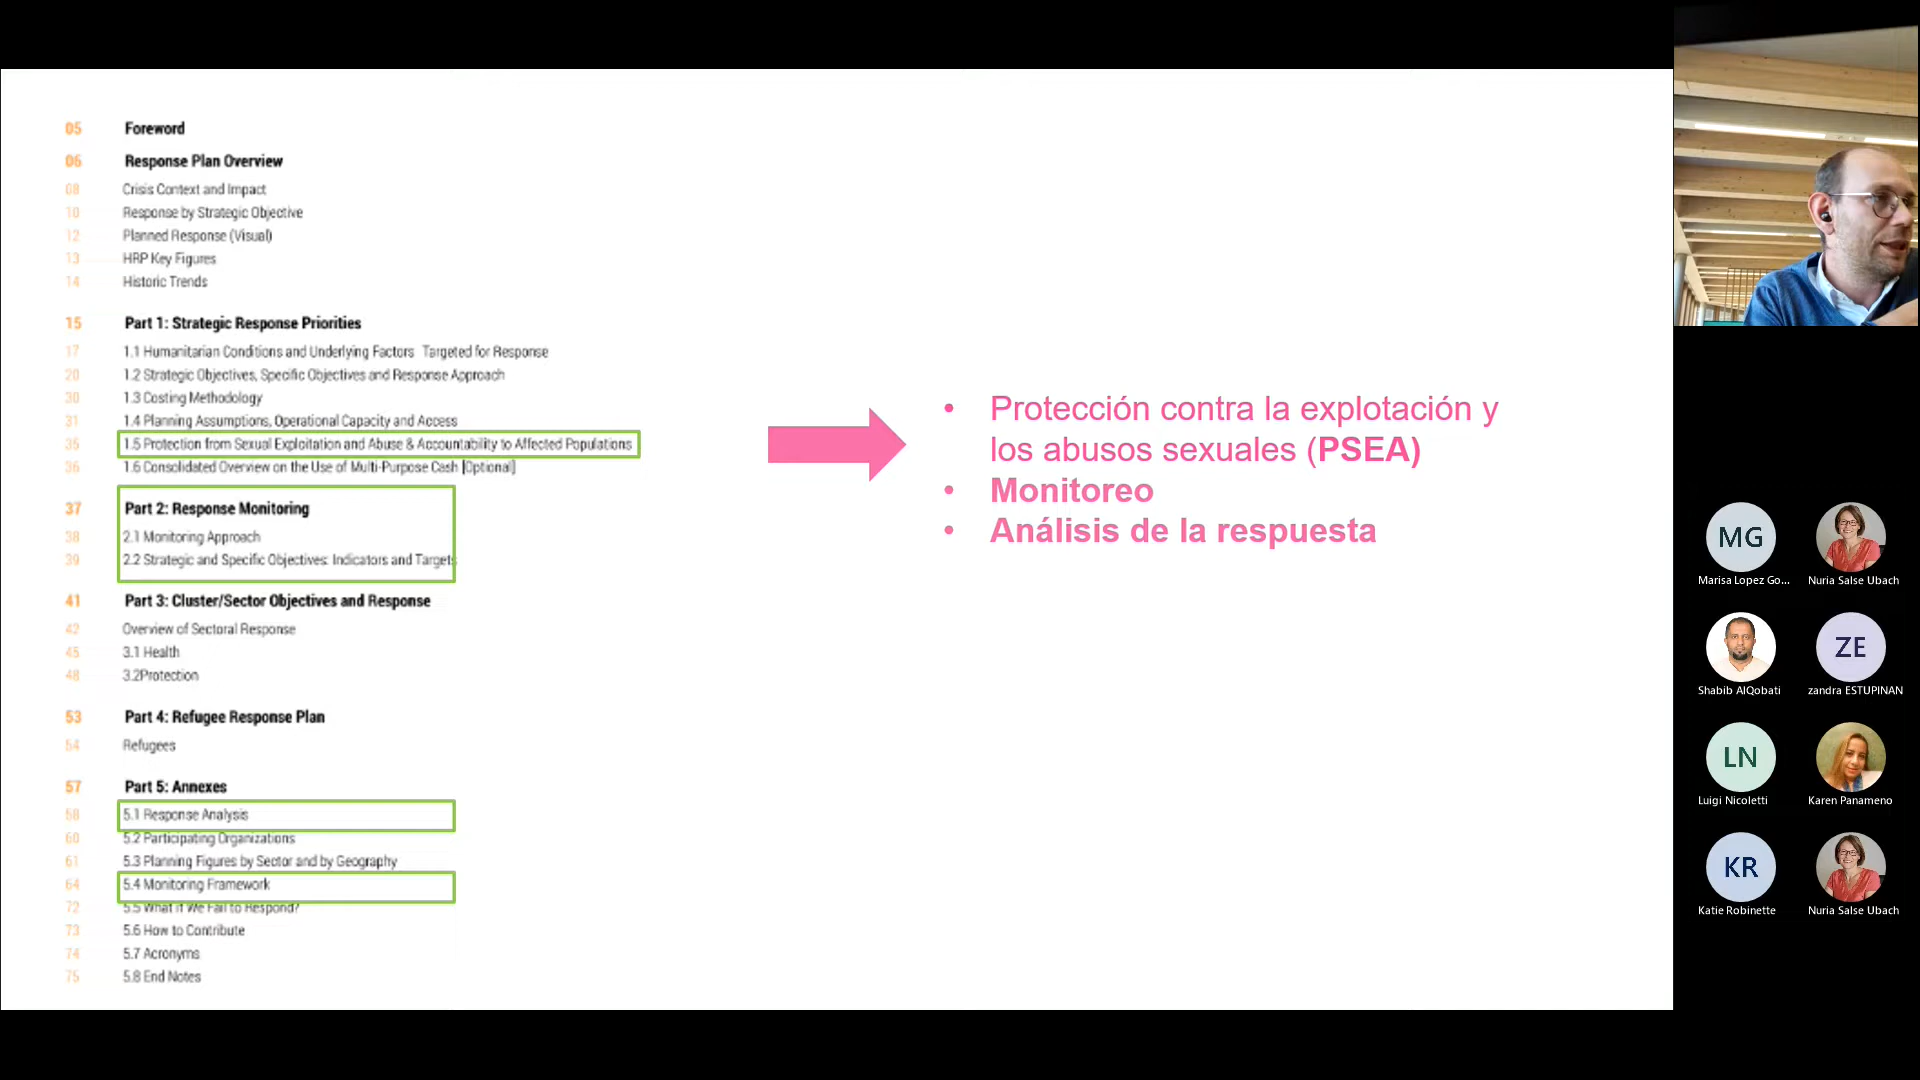 05 Foreword
06 Response Plan Overview
08 Crisis Context and Impact
10 Response by Strategic Objective
12 Planned Response (Visual)
13 HRP Key Figures
14 Historic Trends
15 Part 1: Strategic Response Priorities
17 1.1 Humanitarian Conditions and Underlying Factors Targeted for Response
20 1.2 Strategic Objectives, Specific Objectives and Response Approach
30 1.3 Costing Methodology
31 1.4 Planning Assumptions, Operational Capacity and Access
35 1.5 Protection from Sexual Exploitation and Abuse & Accountability to Affected Populations
36 1.6 Consolidated Overview on the Use of Multi-Purpose Cash [Optional]
37 Part 2: Response Monitoring
38 2.1 Monitoring Approach
39 2.2 Strategic and Specific Objectives: Indicators and Targets
41 Part 3: Cluster/Sector Objectives and Response
42 Overview of Sectoral Response
45 3.1 Health
48 3.2Protection
53 Part 4: Refugee Response Plan
54 Refugees
57 Part 5: Annexes
58 5.1 Response Analysis
60 5.2 Participating Organizations
61 5.3 Planning Figures by Sector and by Geography
64 5.4 Monitoring Framework
72 5.5 What if We Fail to Respond?
73 5.6 How to Contribute
74 5.7 Acronyms
75 5.8 End Notes
• Protección contra la explotación y
los abusos sexuales (PSEA)
• Monitoreo
• Análisis de la respuesta
MG
Marisa Lopez Go...
Nuria Salse Ubach
Shabib AlQobati
ZE
zandra ESTUPINAN
LN
Luigi Nicoletti
Karen Panameno
KR
Katie Robinette
Nuria Salse Ubach